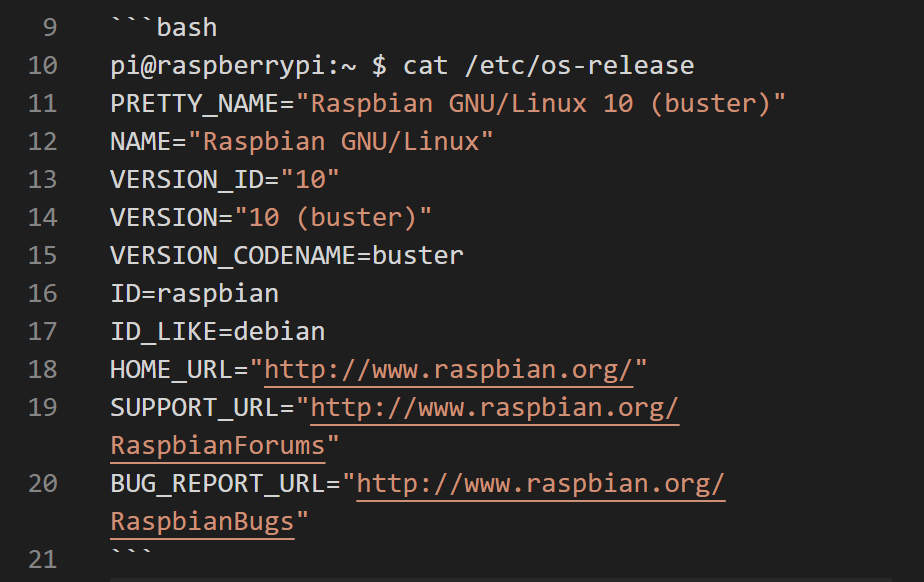 9 ```bash
10 pi@raspberrypi:~ $ cat /etc/os-release
11 PRETTY_NAME="Raspbian GNU/Linux 10 (buster)"
12 NAME="Raspbian GNU/Linux"
13 VERSION_ID="10"
14 VERSION="10 (buster)"
15 VERSION_CODENAME=buster
16 ID=raspbian
17 ID_LIKE=debian
18 HOME_URL="http://www.raspbian.org/"
19 SUPPORT_URL="http://www.raspbian.org/
RaspbianForums"
20 BUG_REPORT_URL="http://www.raspbian.org/
RaspbianBugs"
21 ```